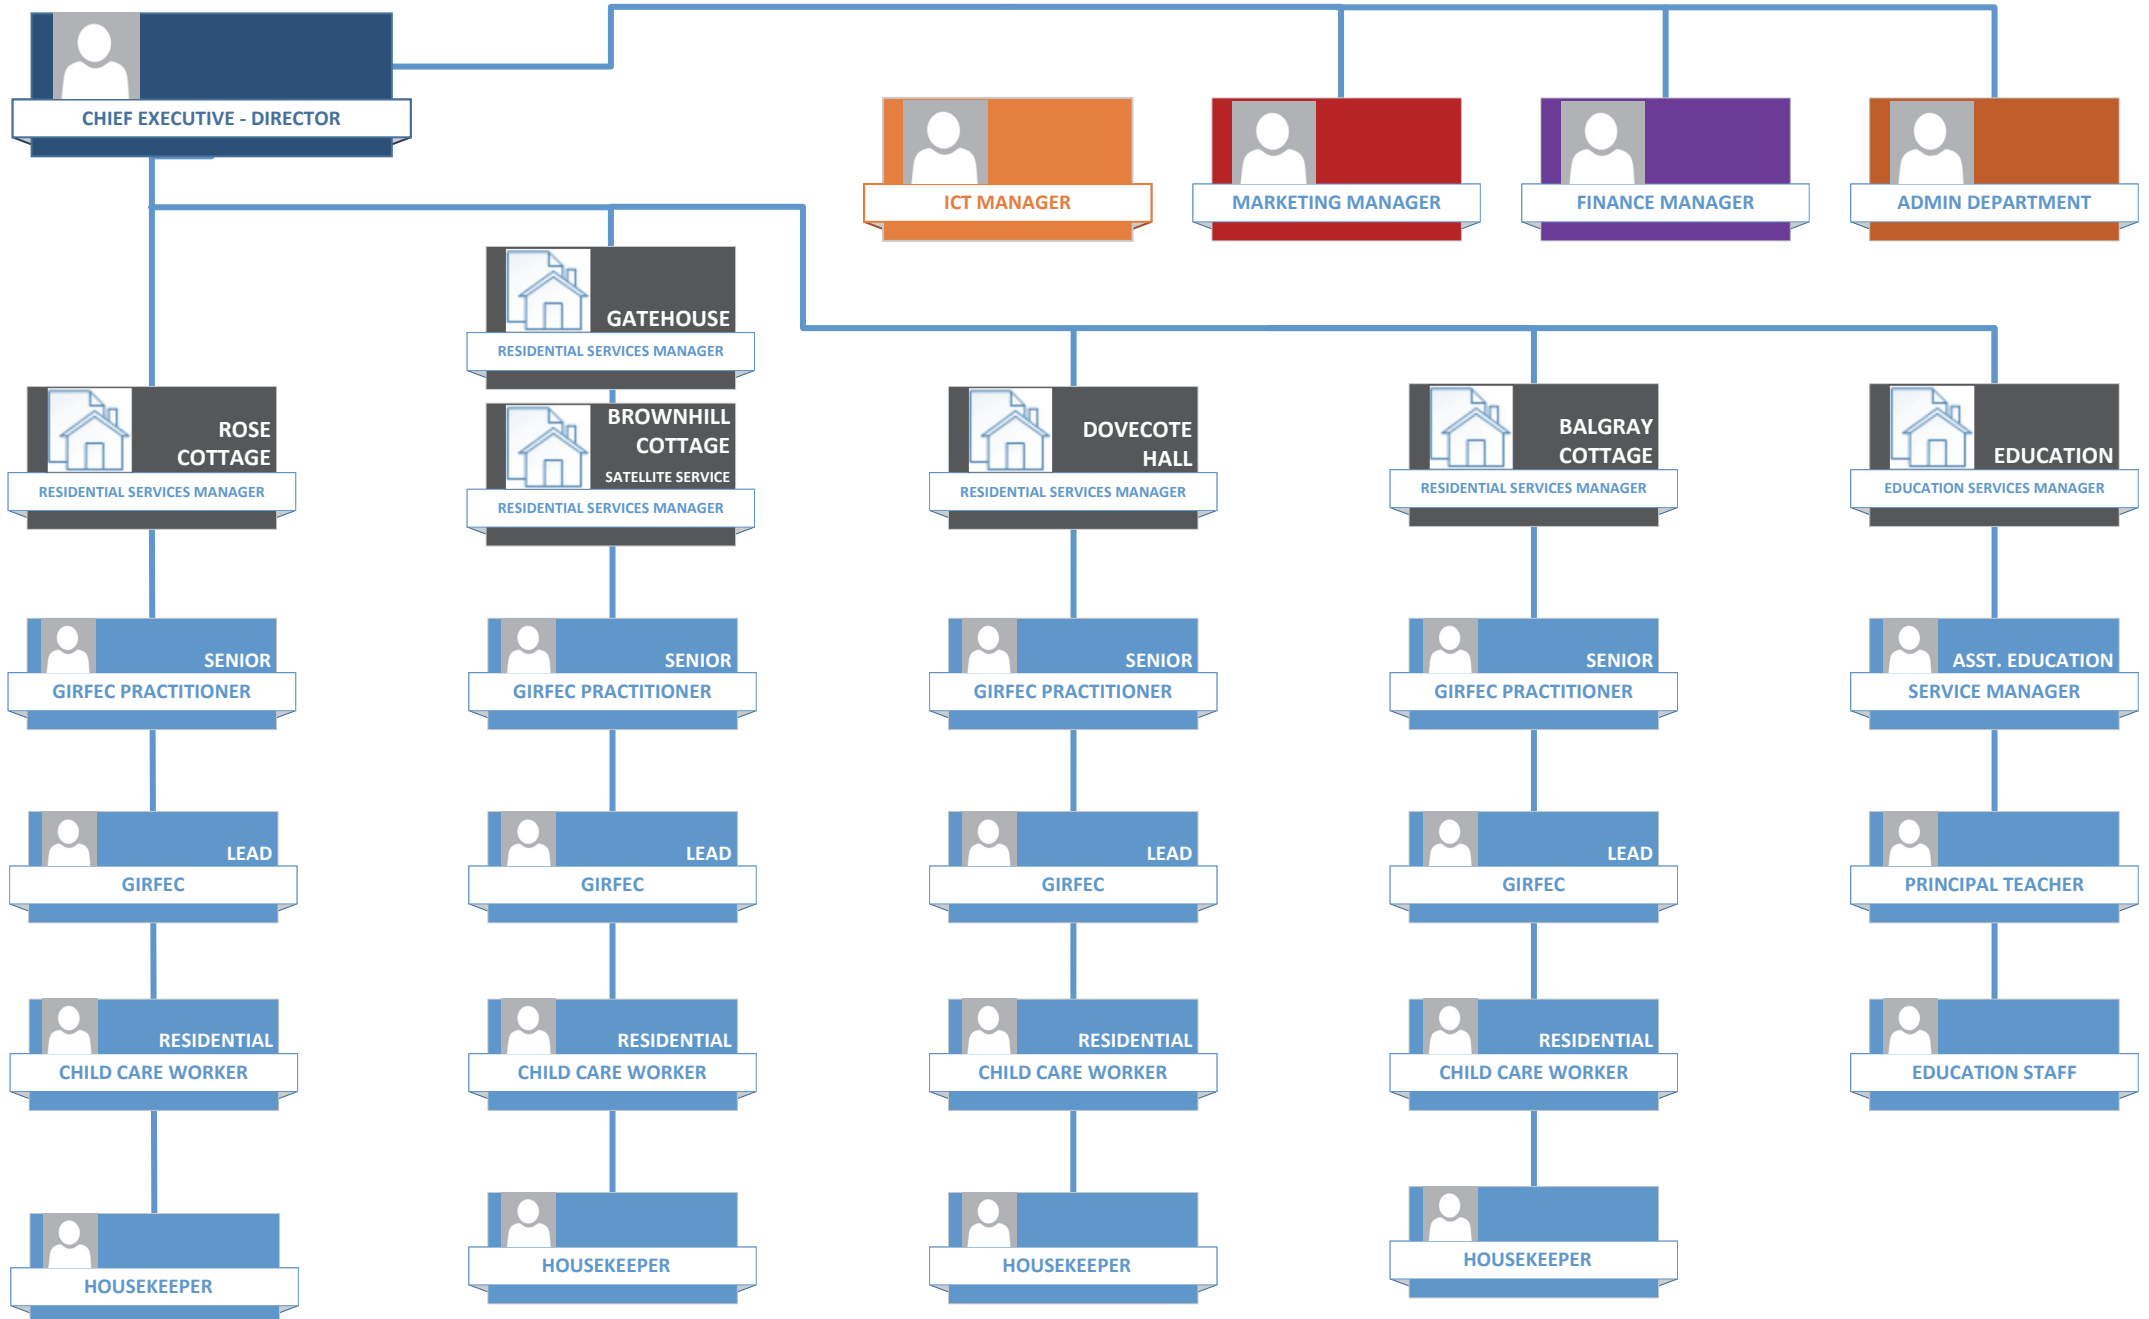 CHIEF EXECUTIVE - DIRECTOR
ICT MANAGER
MARKETING MANAGER
FINANCE MANAGER
ADMIN DEPARTMENT
GATEHOUSE
RESIDENTIAL SERVICES MANAGER
ROSE
COTTAGE
RESIDENTIAL SERVICES MANAGER
BROWNHILL
COTTAGE
SATELLITE SERVICE
RESIDENTIAL SERVICES MANAGER
DOVECOTE
HALL
RESIDENTIAL SERVICES MANAGER
BALGRAY
COTTAGE
RESIDENTIAL SERVICES MANAGER
EDUCATION
EDUCATION SERVICES MANAGER
SENIOR
GIRFEC PRACTITIONER
SENIOR
GIRFEC PRACTITIONER
SENIOR
GIRFEC PRACTITIONER
SENIOR
GIRFEC PRACTITIONER
ASST. EDUCATION
SERVICE MANAGER
LEAD
GIRFEC
LEAD
GIRFEC
LEAD
GIRFEC
LEAD
GIRFEC
PRINCIPAL TEACHER
RESIDENTIAL
CHILD CARE WORKER
RESIDENTIAL
CHILD CARE WORKER
RESIDENTIAL
CHILD CARE WORKER
RESIDENTIAL
CHILD CARE WORKER
EDUCATION STAFF
HOUSEKEEPER
HOUSEKEEPER
HOUSEKEEPER
HOUSEKEEPER